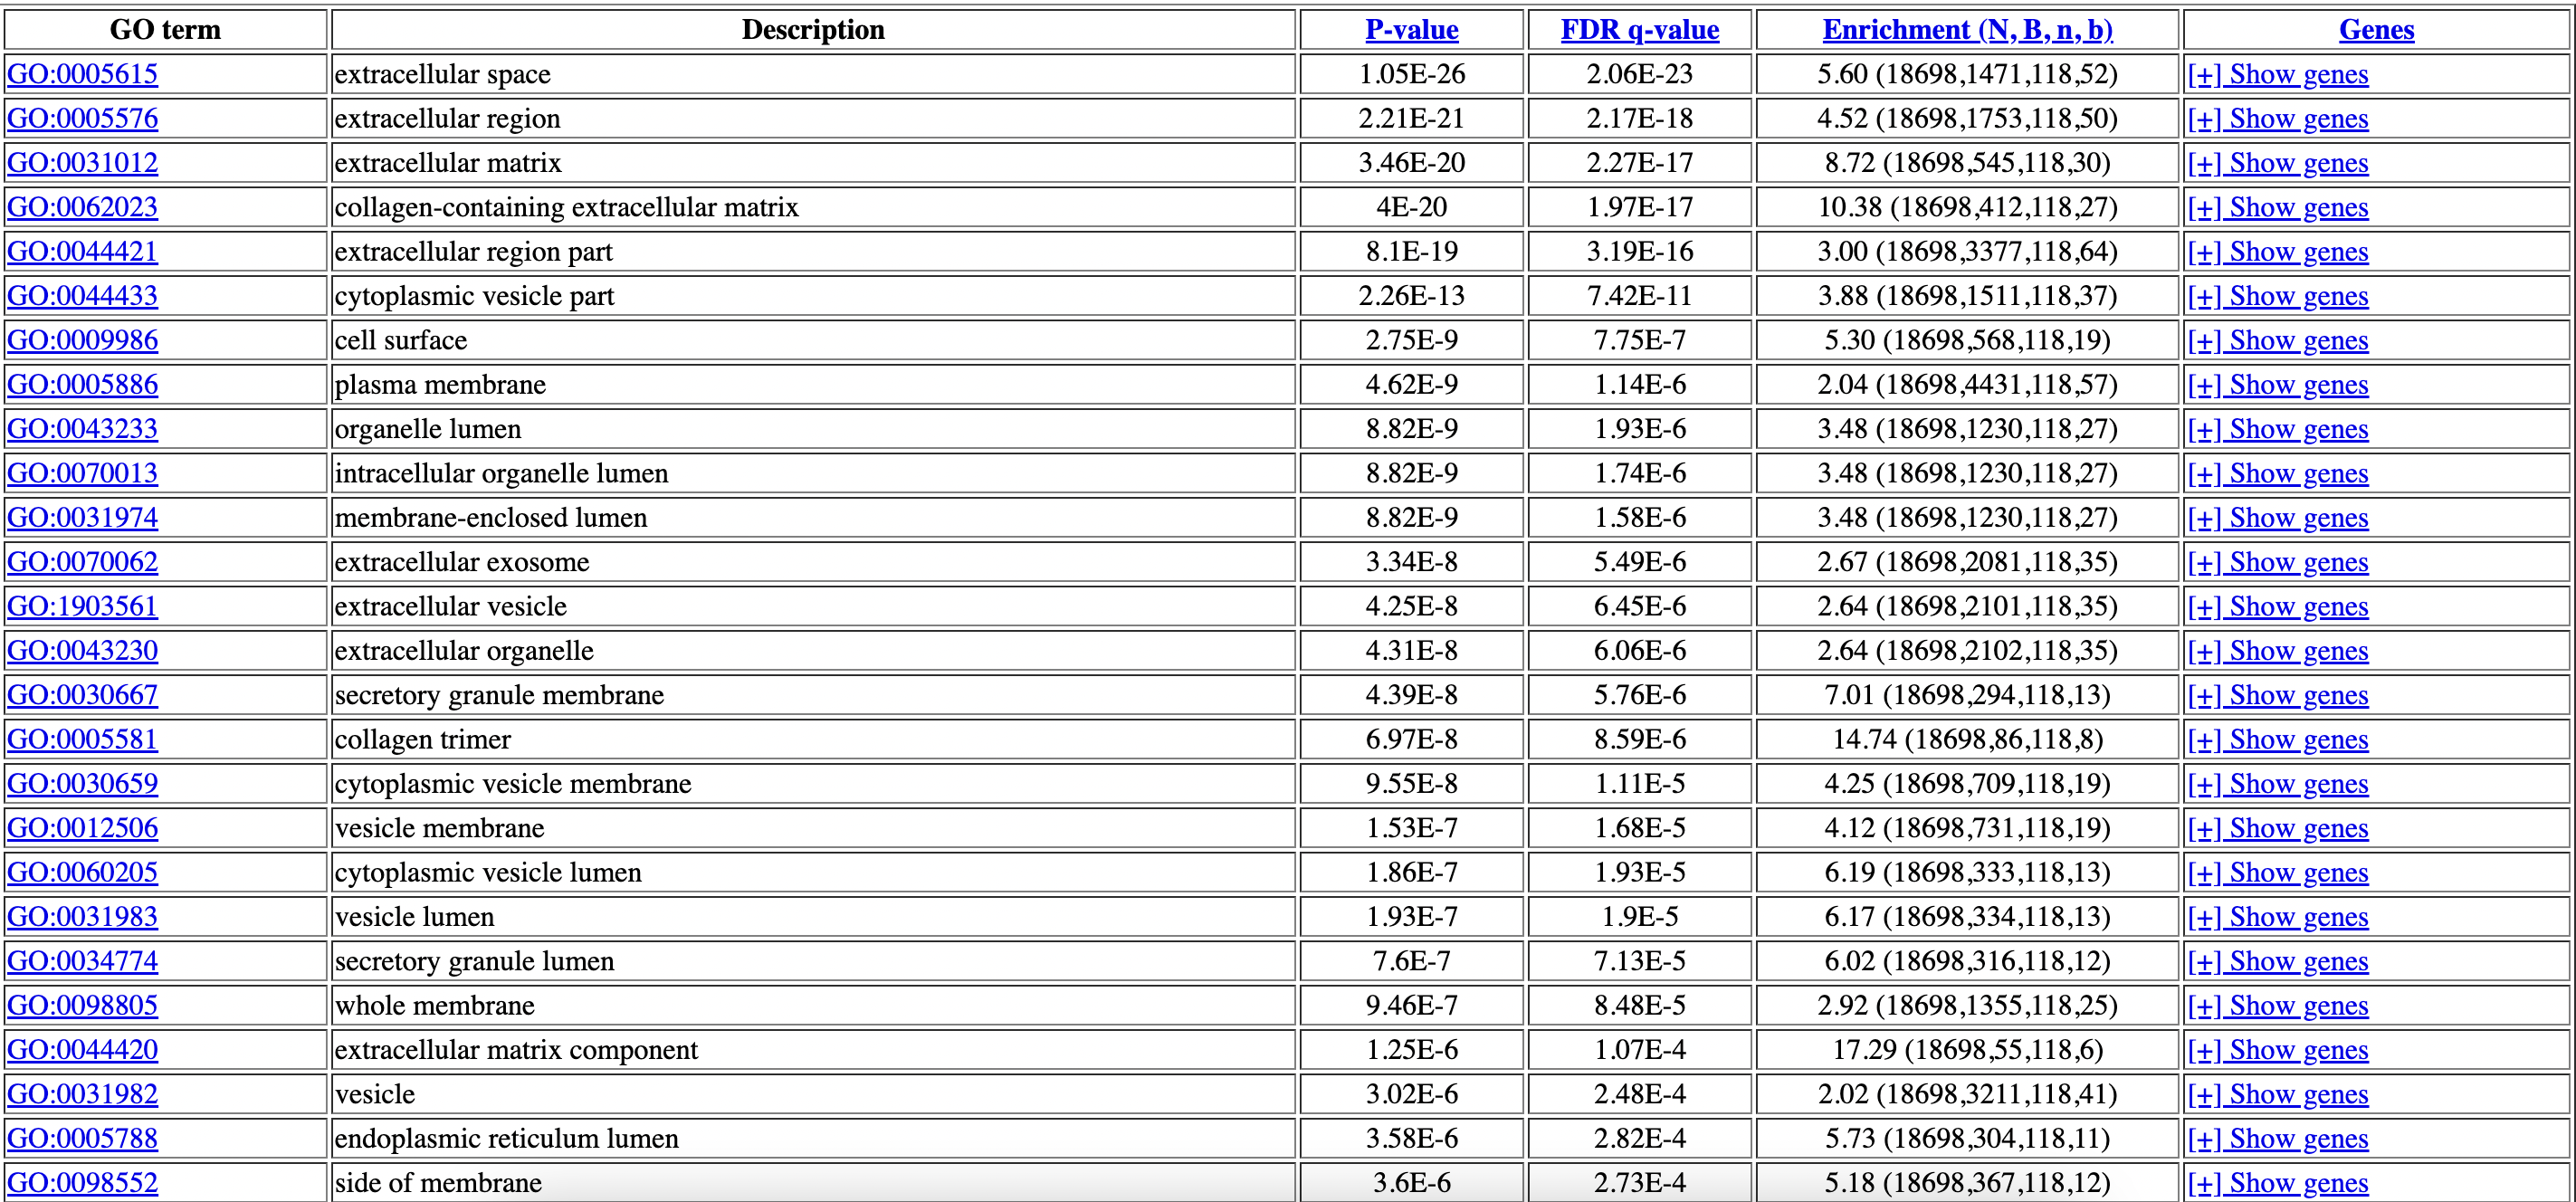 GO term Description P-value FDR q-value Enrichment (N, B, n, b) Genes
GO:0005615 extracellular space 1.05E-26 2.06E-23 5.60 (18698,1471,118,52) [+] Show genes
GO:0005576 extracellular region 2.21E-21 2.17E-18 4.52 (18698,1753,118,50) [+] Show genes
GO:0031012 extracellular matrix 3.46E-20 2.27E-17 8.72 (18698,545,118,30) [+] Show genes
GO:0062023 collagen-containing extracellular matrix 4E-20 1.97E-17 10.38 (18698,412,118,27) [+] Show genes
GO:0044421 extracellular region part 8.1E-19 3.19E-16 3.00 (18698,3377,118,64) [+] Show genes
GO:0044433 cytoplasmic vesicle part 2.26E-13 7.42E-11 3.88 (18698,1511,118,37) [+] Show genes
GO:0009986 cell surface 2.75E-9 7.75E-7 5.30 (18698,568,118,19) [+] Show genes
GO:0005886 plasma membrane 4.62E-9 1.14E-6 2.04 (18698,4431,118,57) [+] Show genes
GO:0043233 organelle lumen 8.82E-9 1.93E-6 3.48 (18698,1230,118,27) [+] Show genes
GO:0070013 intracellular organelle lumen 8.82E-9 1.74E-6 3.48 (18698,1230,118,27) [+] Show genes
GO:0031974 membrane-enclosed lumen 8.82E-9 1.58E-6 3.48 (18698,1230,118,27) [+] Show genes
GO:0070062 extracellular exosome 3.34E-8 5.49E-6 2.67 (18698,2081,118,35) [+] Show genes
GO:1903561 extracellular vesicle 4.25E-8 6.45E-6 2.64 (18698,2101,118,35) [+] Show genes
GO:0043230 extracellular organelle 4.31E-8 6.06E-6 2.64 (18698,2102,118,35) [+] Show genes
GO:0030667 secretory granule membrane 4.39E-8 5.76E-6 7.01 (18698,294,118,13) [+] Show genes
GO:0005581 collagen trimer 6.97E-8 8.59E-6 14.74 (18698,86,118,8) [+] Show genes
GO:0030659 cytoplasmic vesicle membrane 9.55E-8 1.11E-5 4.25 (18698,709,118,19) [+] Show genes
GO:0012506 vesicle membrane 1.53E-7 1.68E-5 4.12 (18698,731,118,19) [+] Show genes
GO:0060205 cytoplasmic vesicle lumen 1.86E-7 1.93E-5 6.19 (18698,333,118,13) [+] Show genes
GO:0031983 vesicle lumen 1.93E-7 1.9E-5 6.17 (18698,334,118,13) [+] Show genes
GO:0034774 secretory granule lumen 7.6E-7 7.13E-5 6.02 (18698,316,118,12) [+] Show genes
GO:0098805 whole membrane 9.46E-7 8.48E-5 2.92 (18698,1355,118,25) [+] Show genes
GO:0044420 extracellular matrix component 1.25E-6 1.07E-4 17.29 (18698,55,118,6) [+] Show genes
GO:0031982 vesicle 3.02E-6 2.48E-4 2.02 (18698,3211,118,41) [+] Show genes
GO:0005788 endoplasmic reticulum lumen 3.58E-6 2.82E-4 5.73 (18698,304,118,11) [+] Show genes
GO:0098552 side of membrane 3.6E-6 2.73E-4 5.18 (18698,367,118,12) [+] Show genes